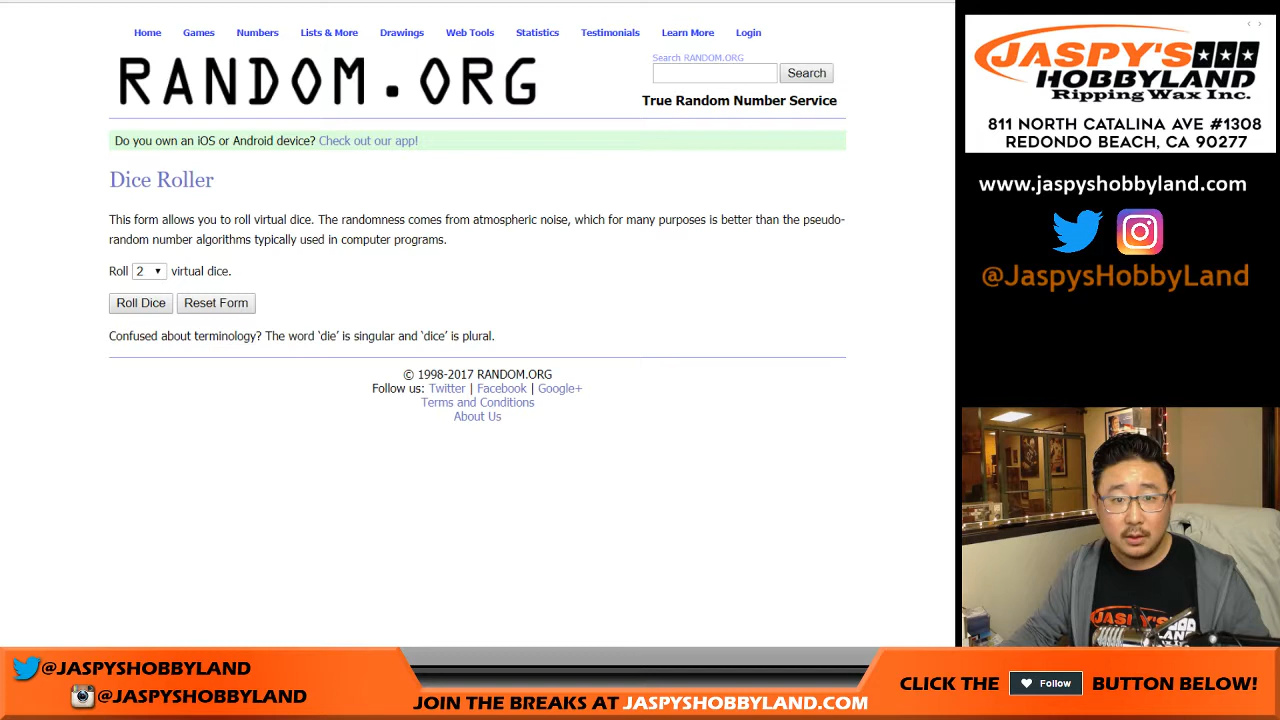 Home Games Numbers Lists & More Drawings Web Tools Statistics Testimonials Learn More Login
RANDOM.ORG
Search RANDOM.ORG
Search
True Random Number Service
Do you own an iOS or Android device? Check out our app!
Dice Roller
This form allows you to roll virtual dice. The randomness comes from atmospheric noise, which for many purposes is better than the pseudo-
random number algorithms typically used in computer programs.
Roll 2 virtual dice.
Roll Dice Reset Form
Confused about terminology? The word ‘die’ is singular and ‘dice’ is plural.
© 1998-2017 RANDOM.ORG
Follow us: Twitter | Facebook | Google+
Terms and Conditions
About Us
JASPY'S
HOBBYLAND
Ripping Wax Inc.
811 NORTH CATALINA AVE #1308
REDONDO BEACH, CA 90277
www.jaspyshobbyland.com
@JaspysHobbyLand
JASPY'S
@JASPYSHOBBYLAND
@JASPYSHOBBYLAND
JOIN THE BREAKS AT JASPYSHOBBYLAND.COM
CLICK THE Follow BUTTON BELOW!